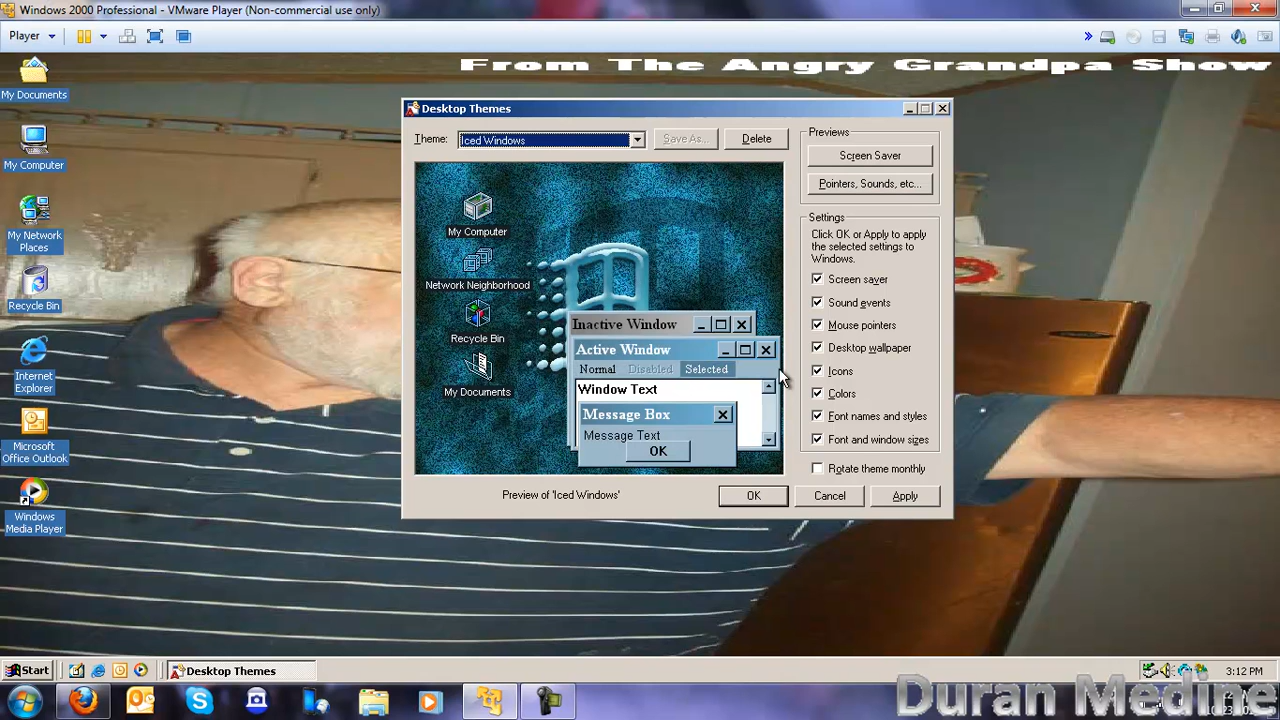 Windows 2000 Professional - VMware Player (Non-commercial use only)
Player
From The Angry Grandpa Show
My Documents
My Computer
My Network
Places
Recycle Bin
Internet
Explorer
Microsoft
Office Outlook
Windows
Media Player
Desktop Themes
Theme:
Iced Windows
Save As...
Delete
My Computer
Network Neighborhood
Recycle Bin
My Documents
Inactive Window
Active Window
Normal
Disabled
Selected
Window Text
Message Box
Message Text
OK
Preview of 'Iced Windows'
Previews
Screen Saver
Pointers, Sounds, etc...
Settings
Click OK or Apply to apply
the selected settings to
Windows.
Screen saver
Sound events
Mouse pointers
Desktop wallpaper
Icons
Colors
Font names and styles
Font and window sizes
Rotate theme monthly
OK
Cancel
Apply
Start
Desktop Themes
3:12 PM
Duran Medine